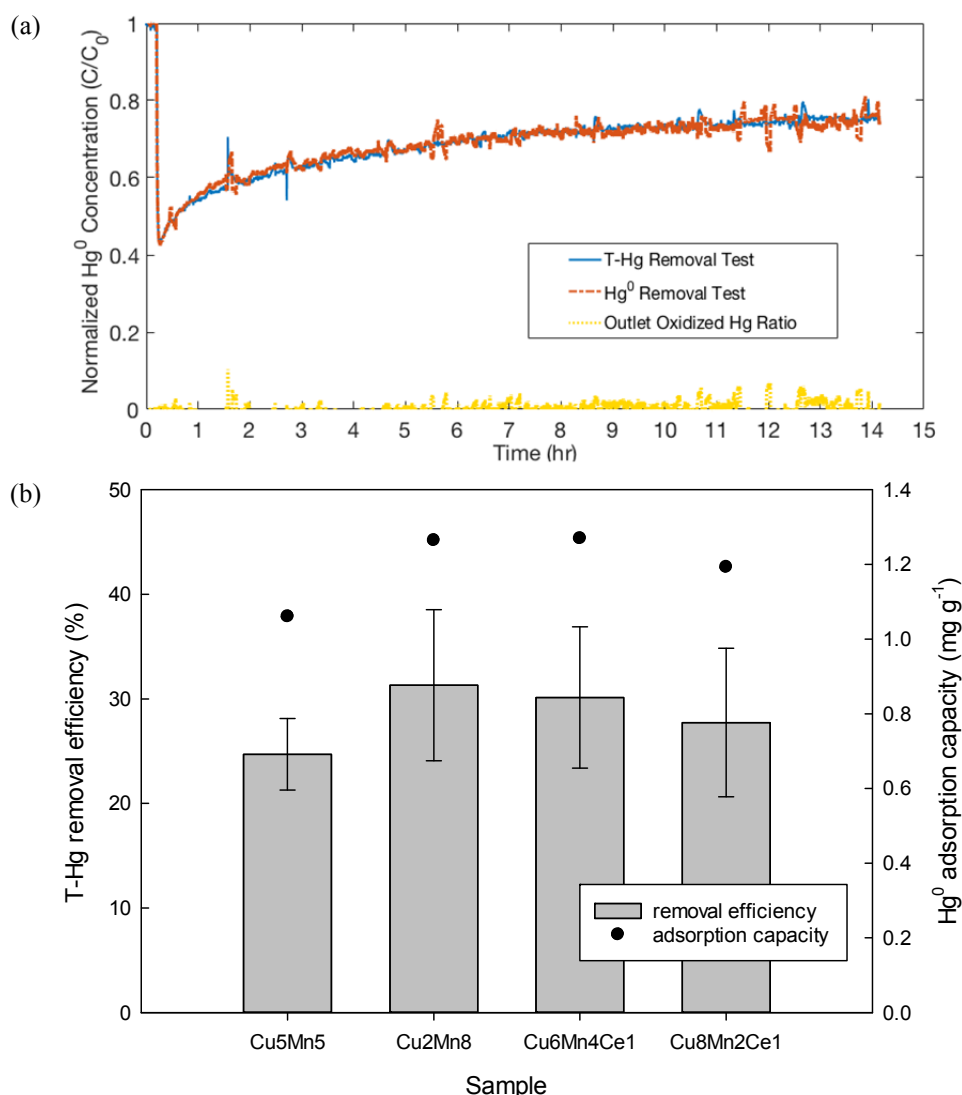 (a)
Normalized Hg⁰ Concentration (C/C₀)
1
0.8
0.6
0.4
0.2
0
T-Hg Removal Test
Hg⁰ Removal Test
Outlet Oxidized Hg Ratio
0 1 2 3 4 5 6 7 8 9 10 11 12 13 14 15
Time (hr)
(b)
T-Hg removal efficiency (%)
50
40
30
20
10
0
1.4
1.2
1.0
0.8
0.6
0.4
0.2
0.0
Hg⁰ adsorption capacity (mg g⁻¹)
removal efficiency
adsorption capacity
Cu5Mn5 Cu2Mn8 Cu6Mn4Ce1 Cu8Mn2Ce1
Sample